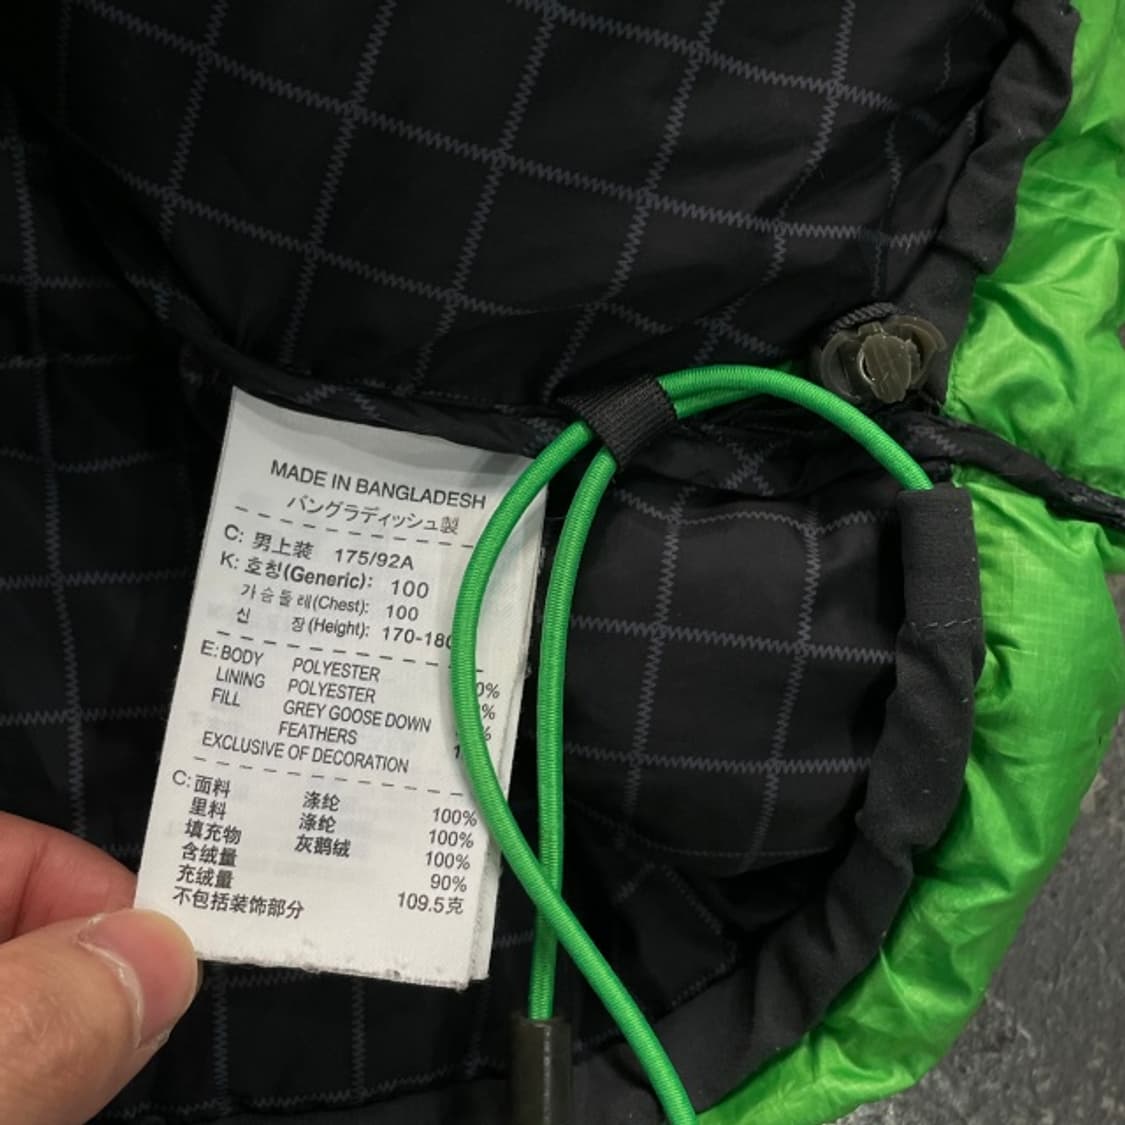 MADE IN BANGLADESH
バングラディッシュ製
C: 男上装 175/92A
K: 호칭(Generic): 100
가슴둘레(Chest): 100
신 장(Height): 170-180
E: BODY POLYESTER 0%
LINING POLYESTER %
FILL GREY GOOSE DOWN %
FEATHERS 1
EXCLUSIVE OF DECORATION
C: 面料 涤纶 100%
里料 涤纶 100%
填充物 灰鹅绒 100%
含绒量 90%
充绒量 109.5克
不包括装饰部分